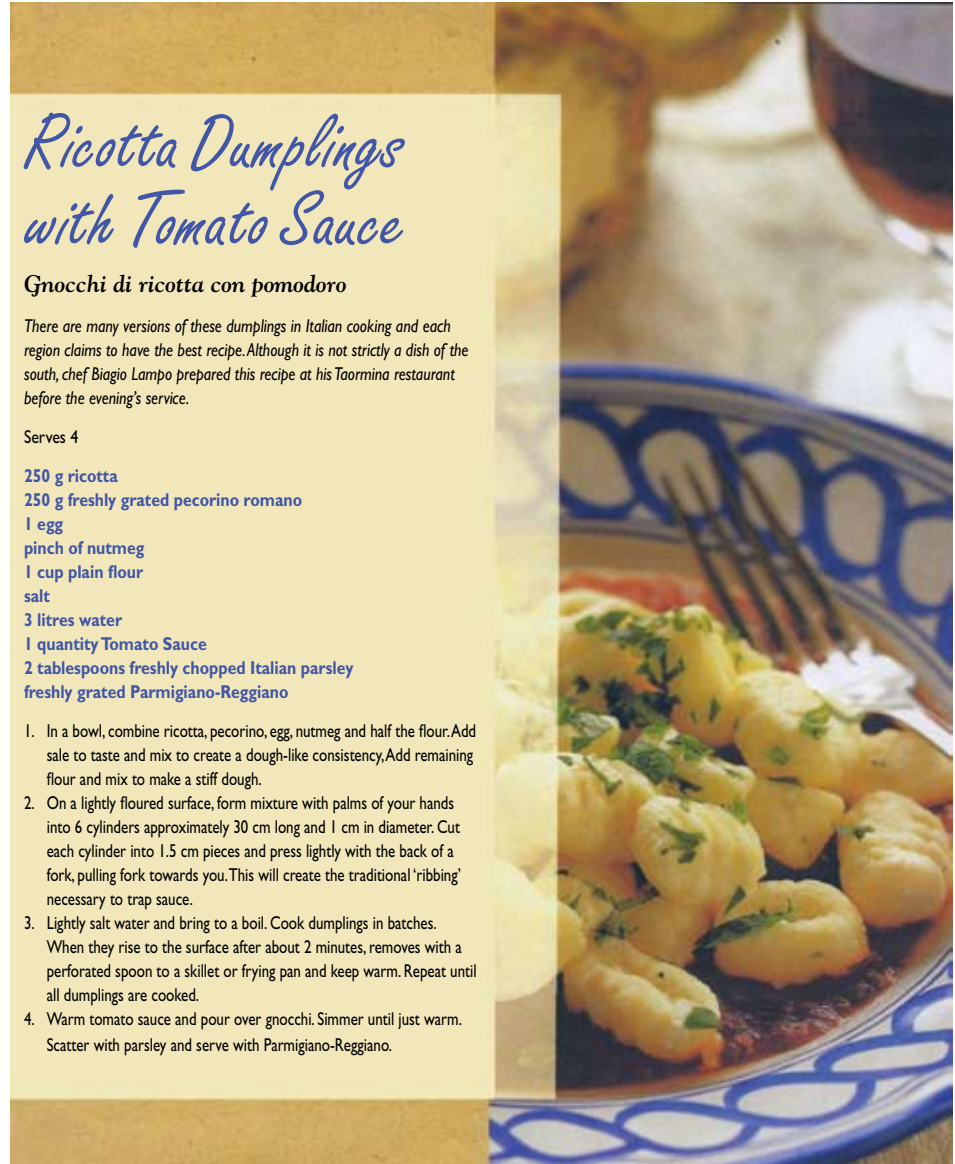 Ricotta Dumplings
with Tomato Sauce
Gnocchi di ricotta con pomodoro
There are many versions of these dumplings in Italian cooking and each
region claims to have the best recipe. Although it is not strictly a dish of the
south, chef Biagio Lampo prepared this recipe at his Taormina restaurant
before the evening's service.
Serves 4
250 g ricotta
250 g freshly grated pecorino romano
1 egg
pinch of nutmeg
1 cup plain flour
salt
3 litres water
1 quantity Tomato Sauce
2 tablespoons freshly chopped Italian parsley
freshly grated Parmigiano-Reggiano
1. In a bowl, combine ricotta, pecorino, egg, nutmeg and half the flour. Add
sale to taste and mix to create a dough-like consistency, Add remaining
flour and mix to make a stiff dough.
2. On a lightly floured surface, form mixture with palms of your hands
into 6 cylinders approximately 30 cm long and 1 cm in diameter. Cut
each cylinder into 1.5 cm pieces and press lightly with the back of a
fork, pulling fork towards you. This will create the traditional 'ribbing'
necessary to trap sauce.
3. Lightly salt water and bring to a boil. Cook dumplings in batches.
When they rise to the surface after about 2 minutes, removes with a
perforated spoon to a skillet or frying pan and keep warm. Repeat until
all dumplings are cooked.
4. Warm tomato sauce and pour over gnocchi. Simmer until just warm.
Scatter with parsley and serve with Parmigiano-Reggiano.